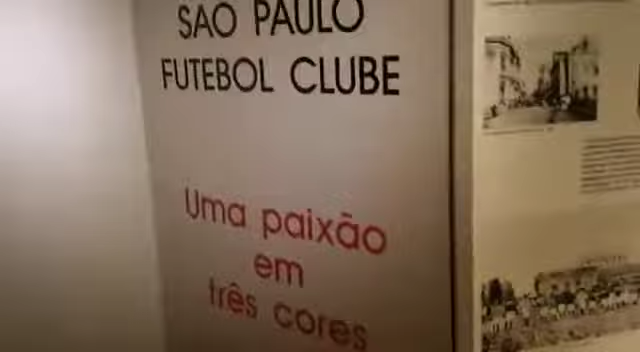 SAO PAULO
FUTEBOL CLUBE
Uma paixão
em
três cores